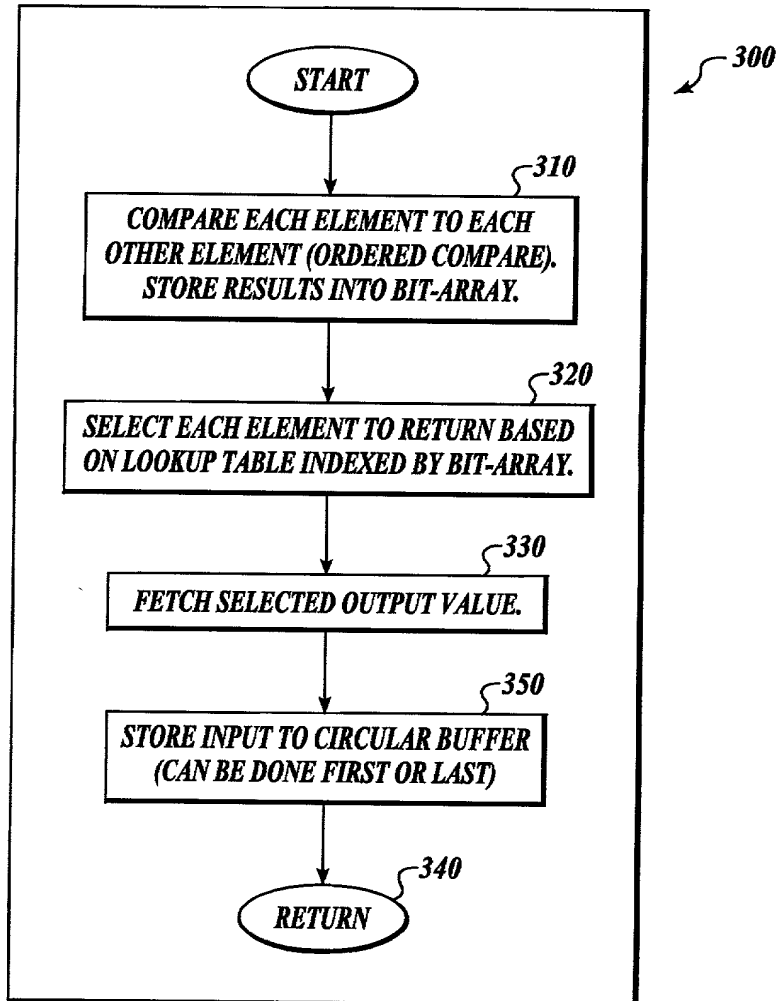 300
START
310
COMPARE EACH ELEMENT TO EACH
OTHER ELEMENT (ORDERED COMPARE).
STORE RESULTS INTO BIT-ARRAY.
320
SELECT EACH ELEMENT TO RETURN BASED
ON LOOKUP TABLE INDEXED BY BIT-ARRAY.
330
FETCH SELECTED OUTPUT VALUE.
350
STORE INPUT TO CIRCULAR BUFFER
(CAN BE DONE FIRST OR LAST)
340
RETURN